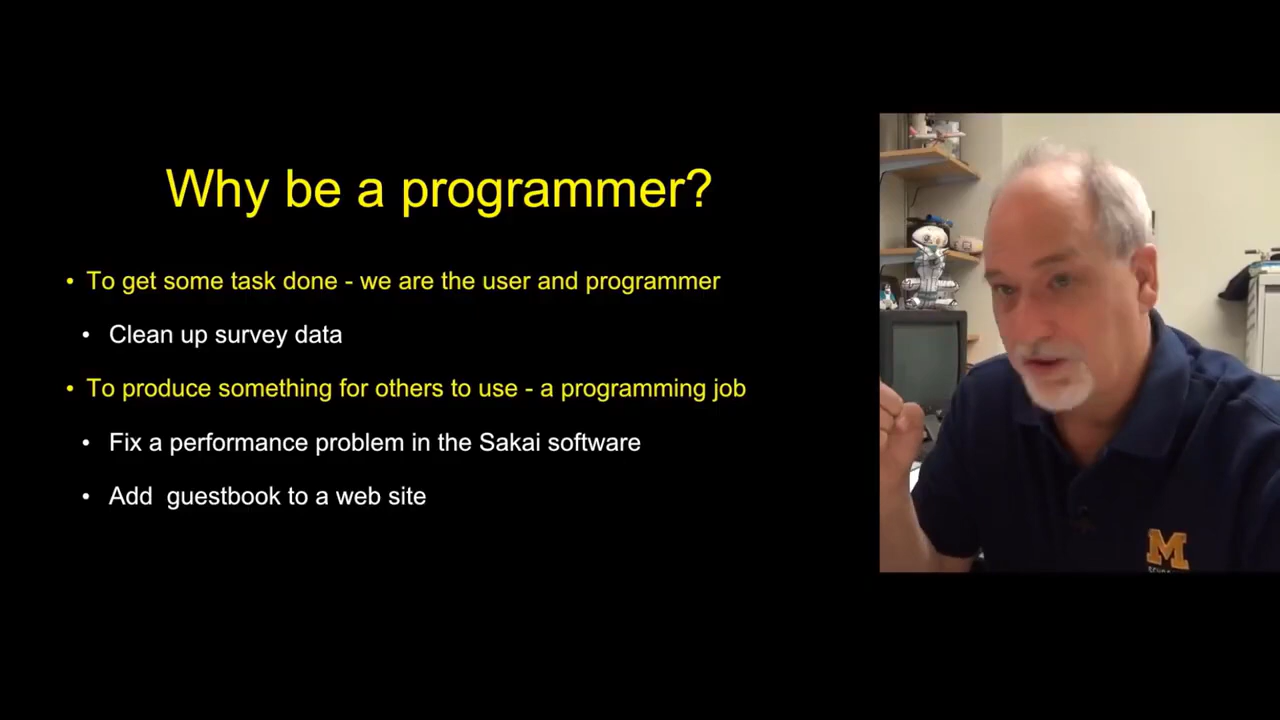 Why be a programmer?
• To get some task done - we are the user and programmer
• Clean up survey data
• To produce something for others to use - a programming job
• Fix a performance problem in the Sakai software
• Add  guestbook to a web site
M